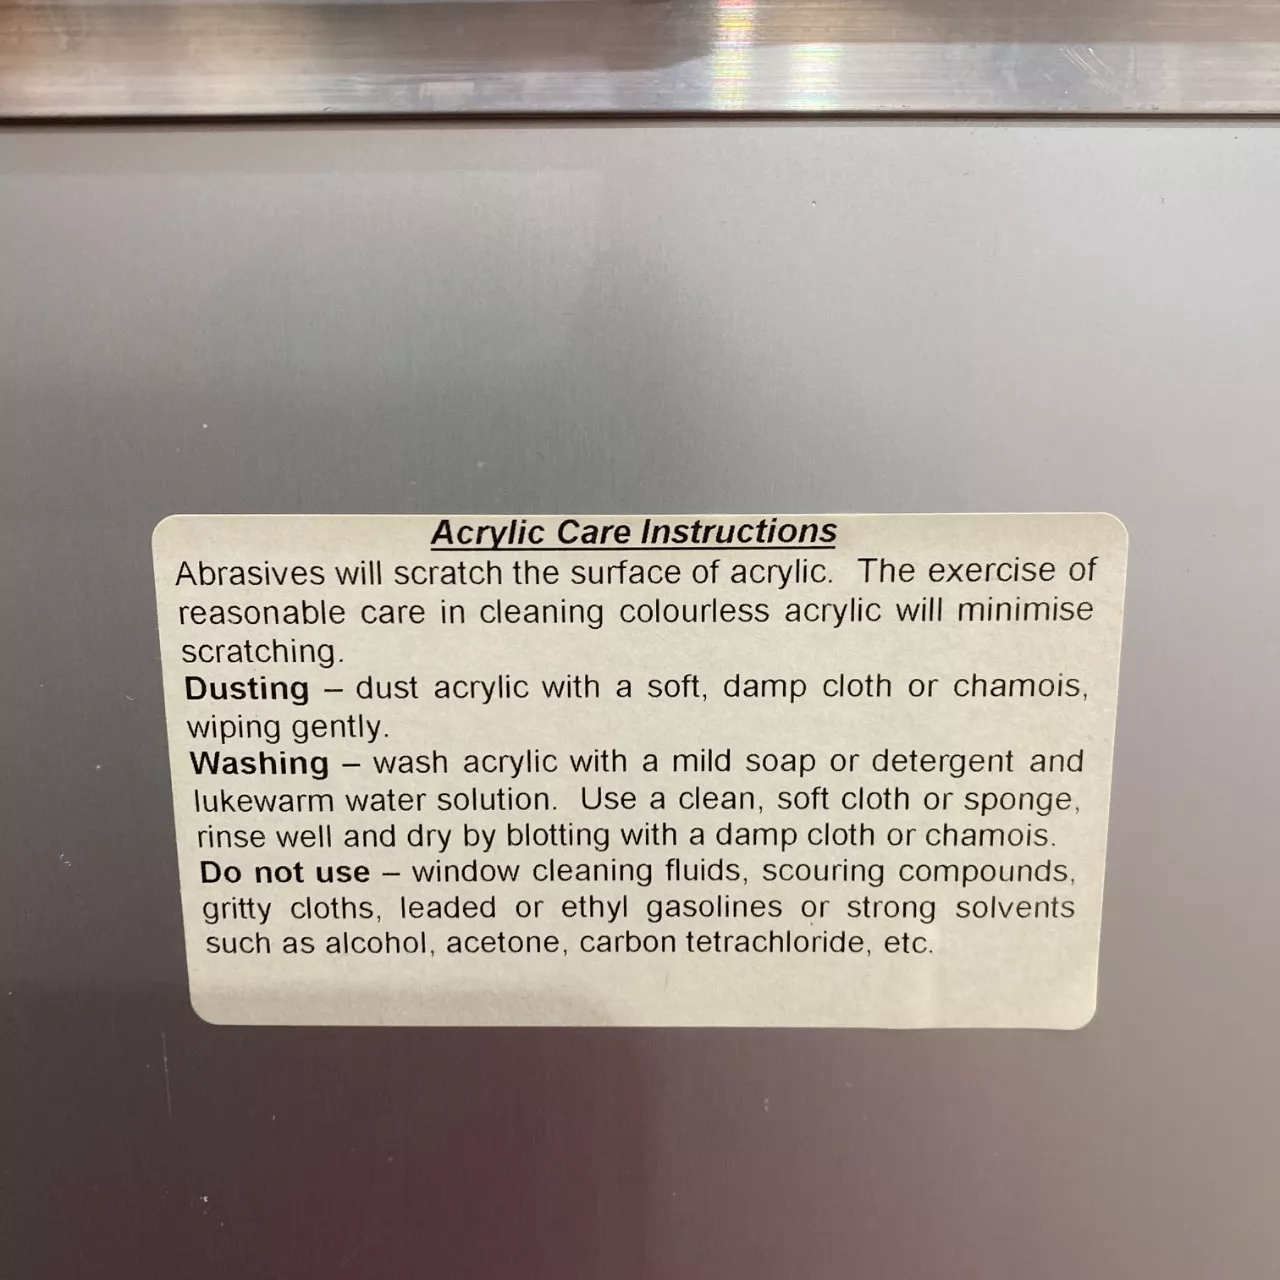 Acrylic Care Instructions
Abrasives will scratch the surface of acrylic. The exercise of
reasonable care in cleaning colourless acrylic will minimise
scratching.
Dusting – dust acrylic with a soft, damp cloth or chamois,
wiping gently.
Washing – wash acrylic with a mild soap or detergent and
lukewarm water solution. Use a clean, soft cloth or sponge,
rinse well and dry by blotting with a damp cloth or chamois.
Do not use – window cleaning fluids, scouring compounds,
gritty cloths, leaded or ethyl gasolines or strong solvents
such as alcohol, acetone, carbon tetrachloride, etc.